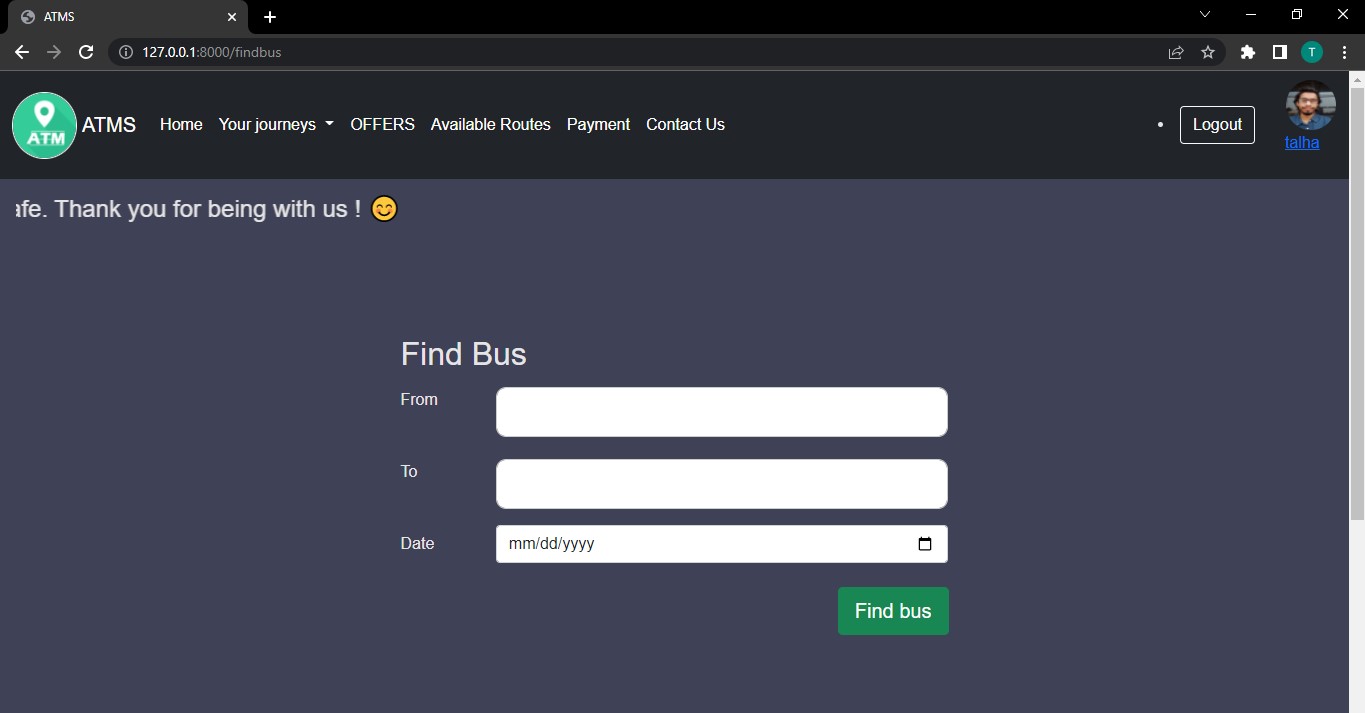 ATMS
127.0.0.1:8000/findbus
T
ATM
ATMS Home Your journeys OFFERS Available Routes Payment Contact Us • Logout
talha
afe. Thank you for being with us ! 😊
Find Bus
From
To
Date mm/dd/yyyy
Find bus